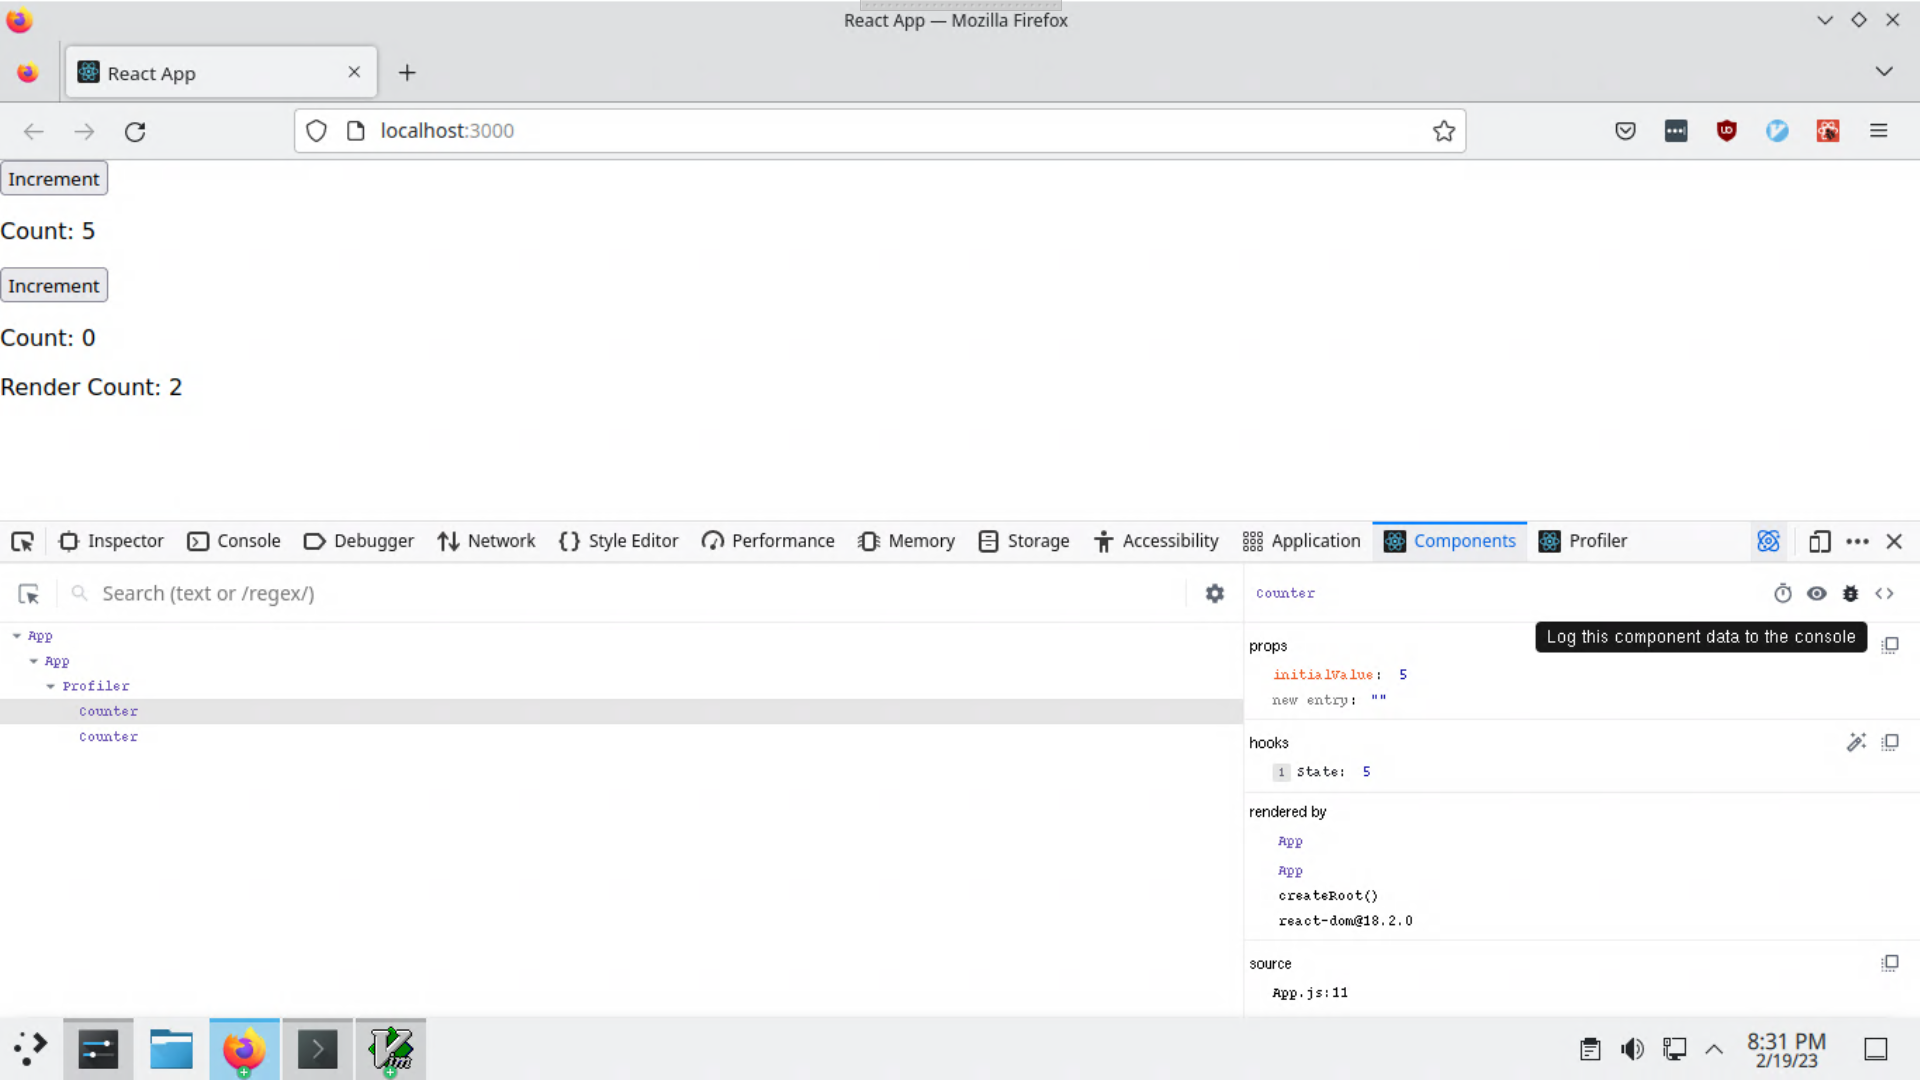 React App — Mozilla Firefox
React App
localhost:3000
Increment
Count: 5
Increment
Count: 0
Render Count: 2
Inspector Console Debugger Network Style Editor Performance Memory Storage Accessibility Application Components Profiler
Search (text or /regex/)
Counter
Log this component data to the console
App
App
Profiler
Counter
Counter
props
initialValue: 5
new entry: ""
hooks
1 State: 5
rendered by
App
App
createRoot()
react-dom@18.2.0
source
App.js:11
8:31 PM
2/19/23